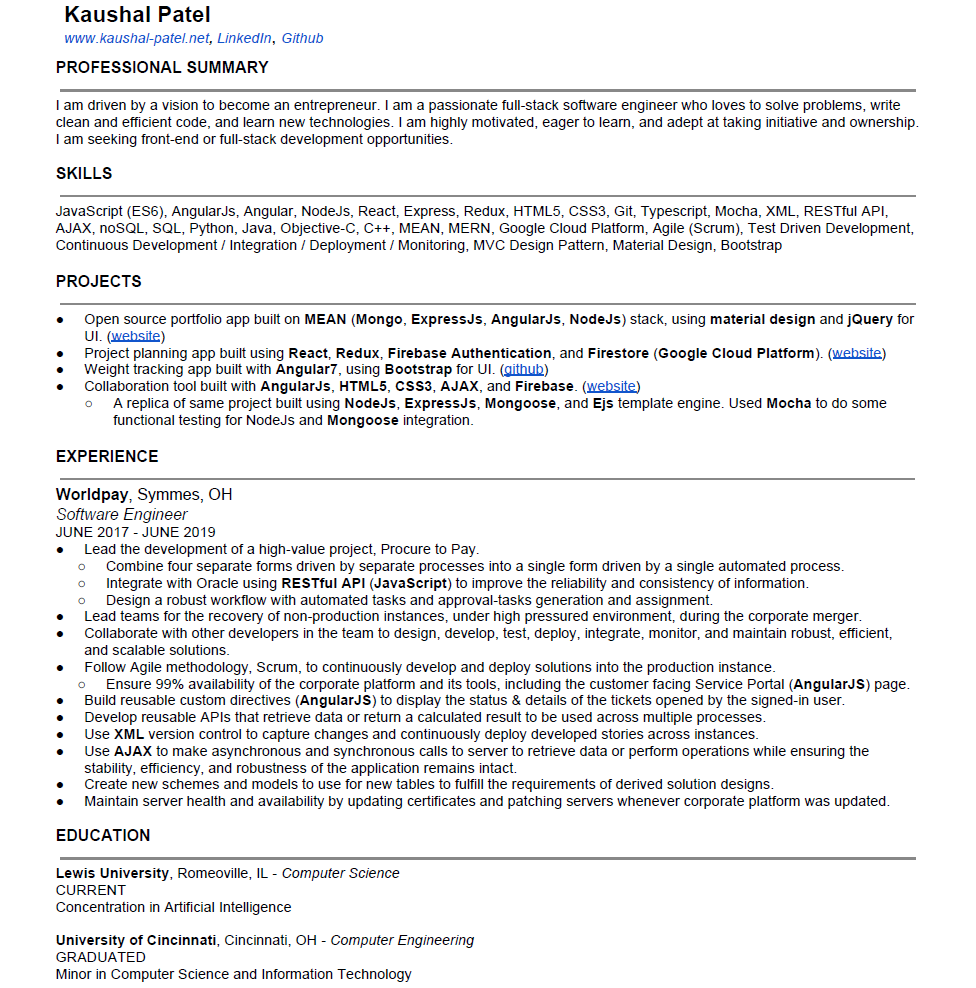 Kaushal Patel
www.kaushal-patel.net, LinkedIn, Github
PROFESSIONAL SUMMARY
I am driven by a vision to become an entrepreneur. I am a passionate full-stack software engineer who loves to solve problems, write
clean and efficient code, and learn new technologies. I am highly motivated, eager to learn, and adept at taking initiative and ownership.
I am seeking front-end or full-stack development opportunities.
SKILLS
JavaScript (ES6), AngularJs, Angular, NodeJs, React, Express, Redux, HTML5, CSS3, Git, Typescript, Mocha, XML, RESTful API,
AJAX, noSQL, SQL, Python, Java, Objective-C, C++, MEAN, MERN, Google Cloud Platform, Agile (Scrum), Test Driven Development,
Continuous Development / Integration / Deployment / Monitoring, MVC Design Pattern, Material Design, Bootstrap
PROJECTS
● Open source portfolio app built on MEAN (Mongo, ExpressJs, AngularJs, NodeJs) stack, using material design and jQuery for
UI. (website)
● Project planning app built using React, Redux, Firebase Authentication, and Firestore (Google Cloud Platform). (website)
● Weight tracking app built with Angular7, using Bootstrap for UI. (github)
● Collaboration tool built with AngularJs, HTML5, CSS3, AJAX, and Firebase. (website)
○ A replica of same project built using NodeJs, ExpressJs, Mongoose, and Ejs template engine. Used Mocha to do some
functional testing for NodeJs and Mongoose integration.
EXPERIENCE
Worldpay, Symmes, OH
Software Engineer
JUNE 2017 - JUNE 2019
● Lead the development of a high-value project, Procure to Pay.
○ Combine four separate forms driven by separate processes into a single form driven by a single automated process.
○ Integrate with Oracle using RESTful API (JavaScript) to improve the reliability and consistency of information.
○ Design a robust workflow with automated tasks and approval-tasks generation and assignment.
● Lead teams for the recovery of non-production instances, under high pressured environment, during the corporate merger.
● Collaborate with other developers in the team to design, develop, test, deploy, integrate, monitor, and maintain robust, efficient,
and scalable solutions.
● Follow Agile methodology, Scrum, to continuously develop and deploy solutions into the production instance.
○ Ensure 99% availability of the corporate platform and its tools, including the customer facing Service Portal (AngularJS) page.
● Build reusable custom directives (AngularJS) to display the status & details of the tickets opened by the signed-in user.
● Develop reusable APIs that retrieve data or return a calculated result to be used across multiple processes.
● Use XML version control to capture changes and continuously deploy developed stories across instances.
● Use AJAX to make asynchronous and synchronous calls to server to retrieve data or perform operations while ensuring the
stability, efficiency, and robustness of the application remains intact.
● Create new schemes and models to use for new tables to fulfill the requirements of derived solution designs.
● Maintain server health and availability by updating certificates and patching servers whenever corporate platform was updated.
EDUCATION
Lewis University, Romeoville, IL - Computer Science
CURRENT
Concentration in Artificial Intelligence
University of Cincinnati, Cincinnati, OH - Computer Engineering
GRADUATED
Minor in Computer Science and Information Technology